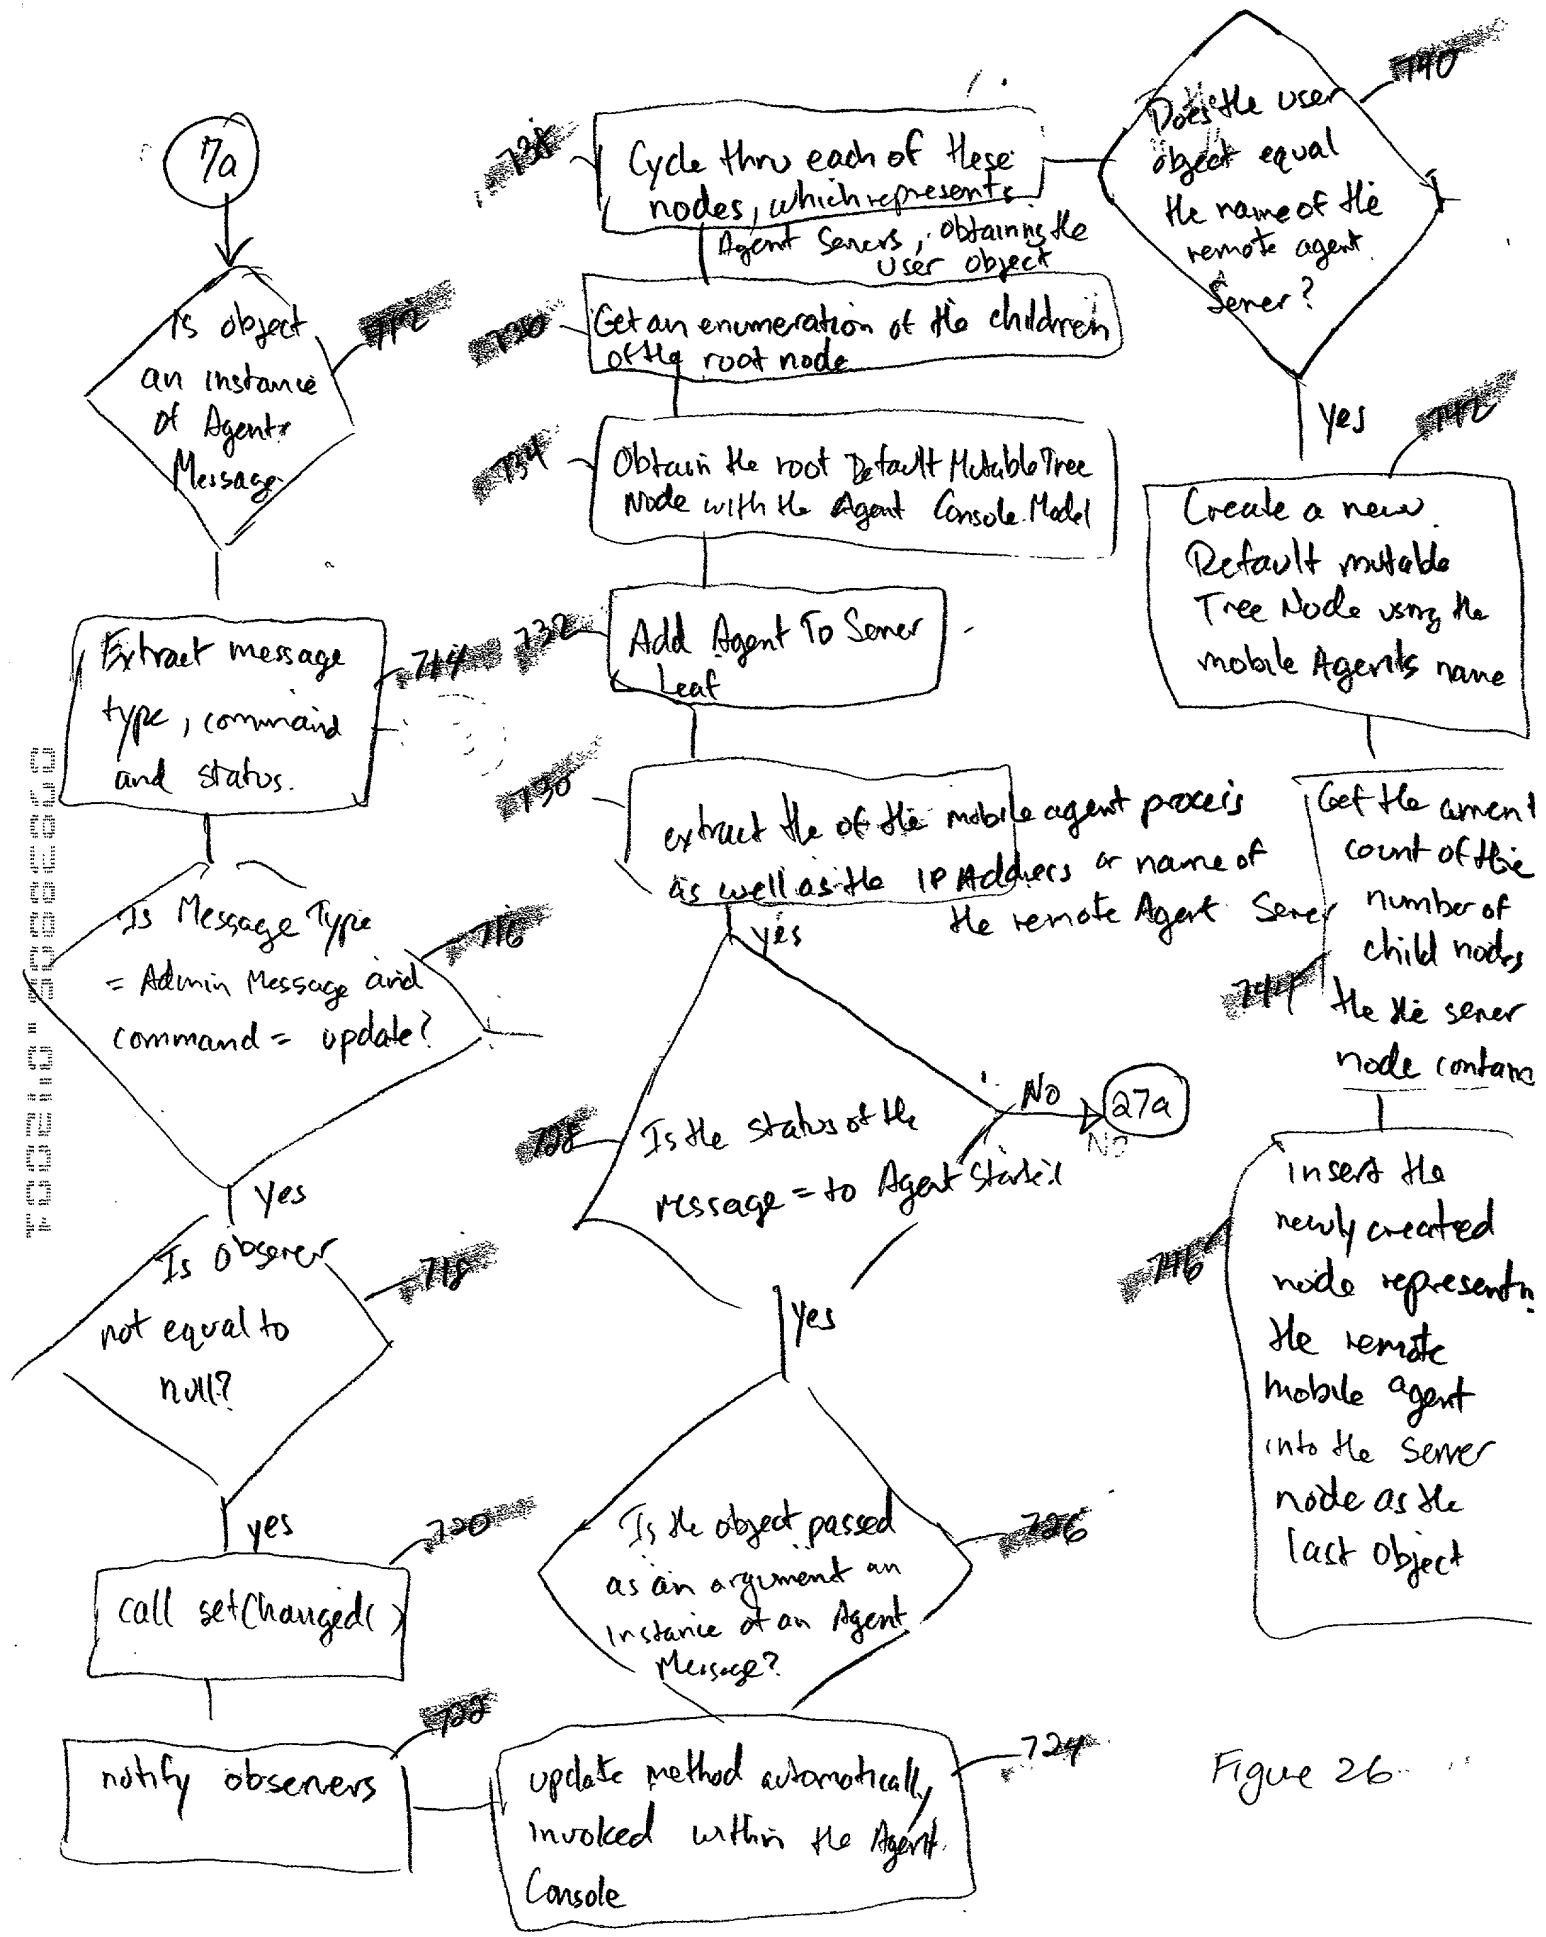 7a
Is object
an instance
of Agent
Message
712
Extract message
type, command
and status.
714
Is Message Type
= Admin Message and
command = update?
716
Yes
Is Observer
not equal to
null?
718
yes
call setChanged()
720
notify observers
722
update method automatically
invoked within the Agent
Console
724
Is the object passed
as an argument an
instance of an Agent
Message?
726
yes
Is the status of the
message = to Agent Started
728
No
27a
No
yes
extract the of the mobile agent process
as well as the IP Address or name of
the remote Agent Server
730
Add Agent To Server
Leaf
732
Obtain the root Default MutableTree
Node with the Agent Console Model
734
Get an enumeration of the children
of the root node
Cycle thru each of these
nodes, which represents
Agent Servers, obtaining the
user object
738
Does the user
object equal
the name of the
remote agent
Server?
740
yes
Create a new
Default mutable
Tree Node using the
mobile Agents name
742
Get the current
count of the
number of
child nodes
the the server
node contains
744
insert the
newly created
node representin
the remote
mobile agent
into the server
node as the
last Object
746
Figure 26